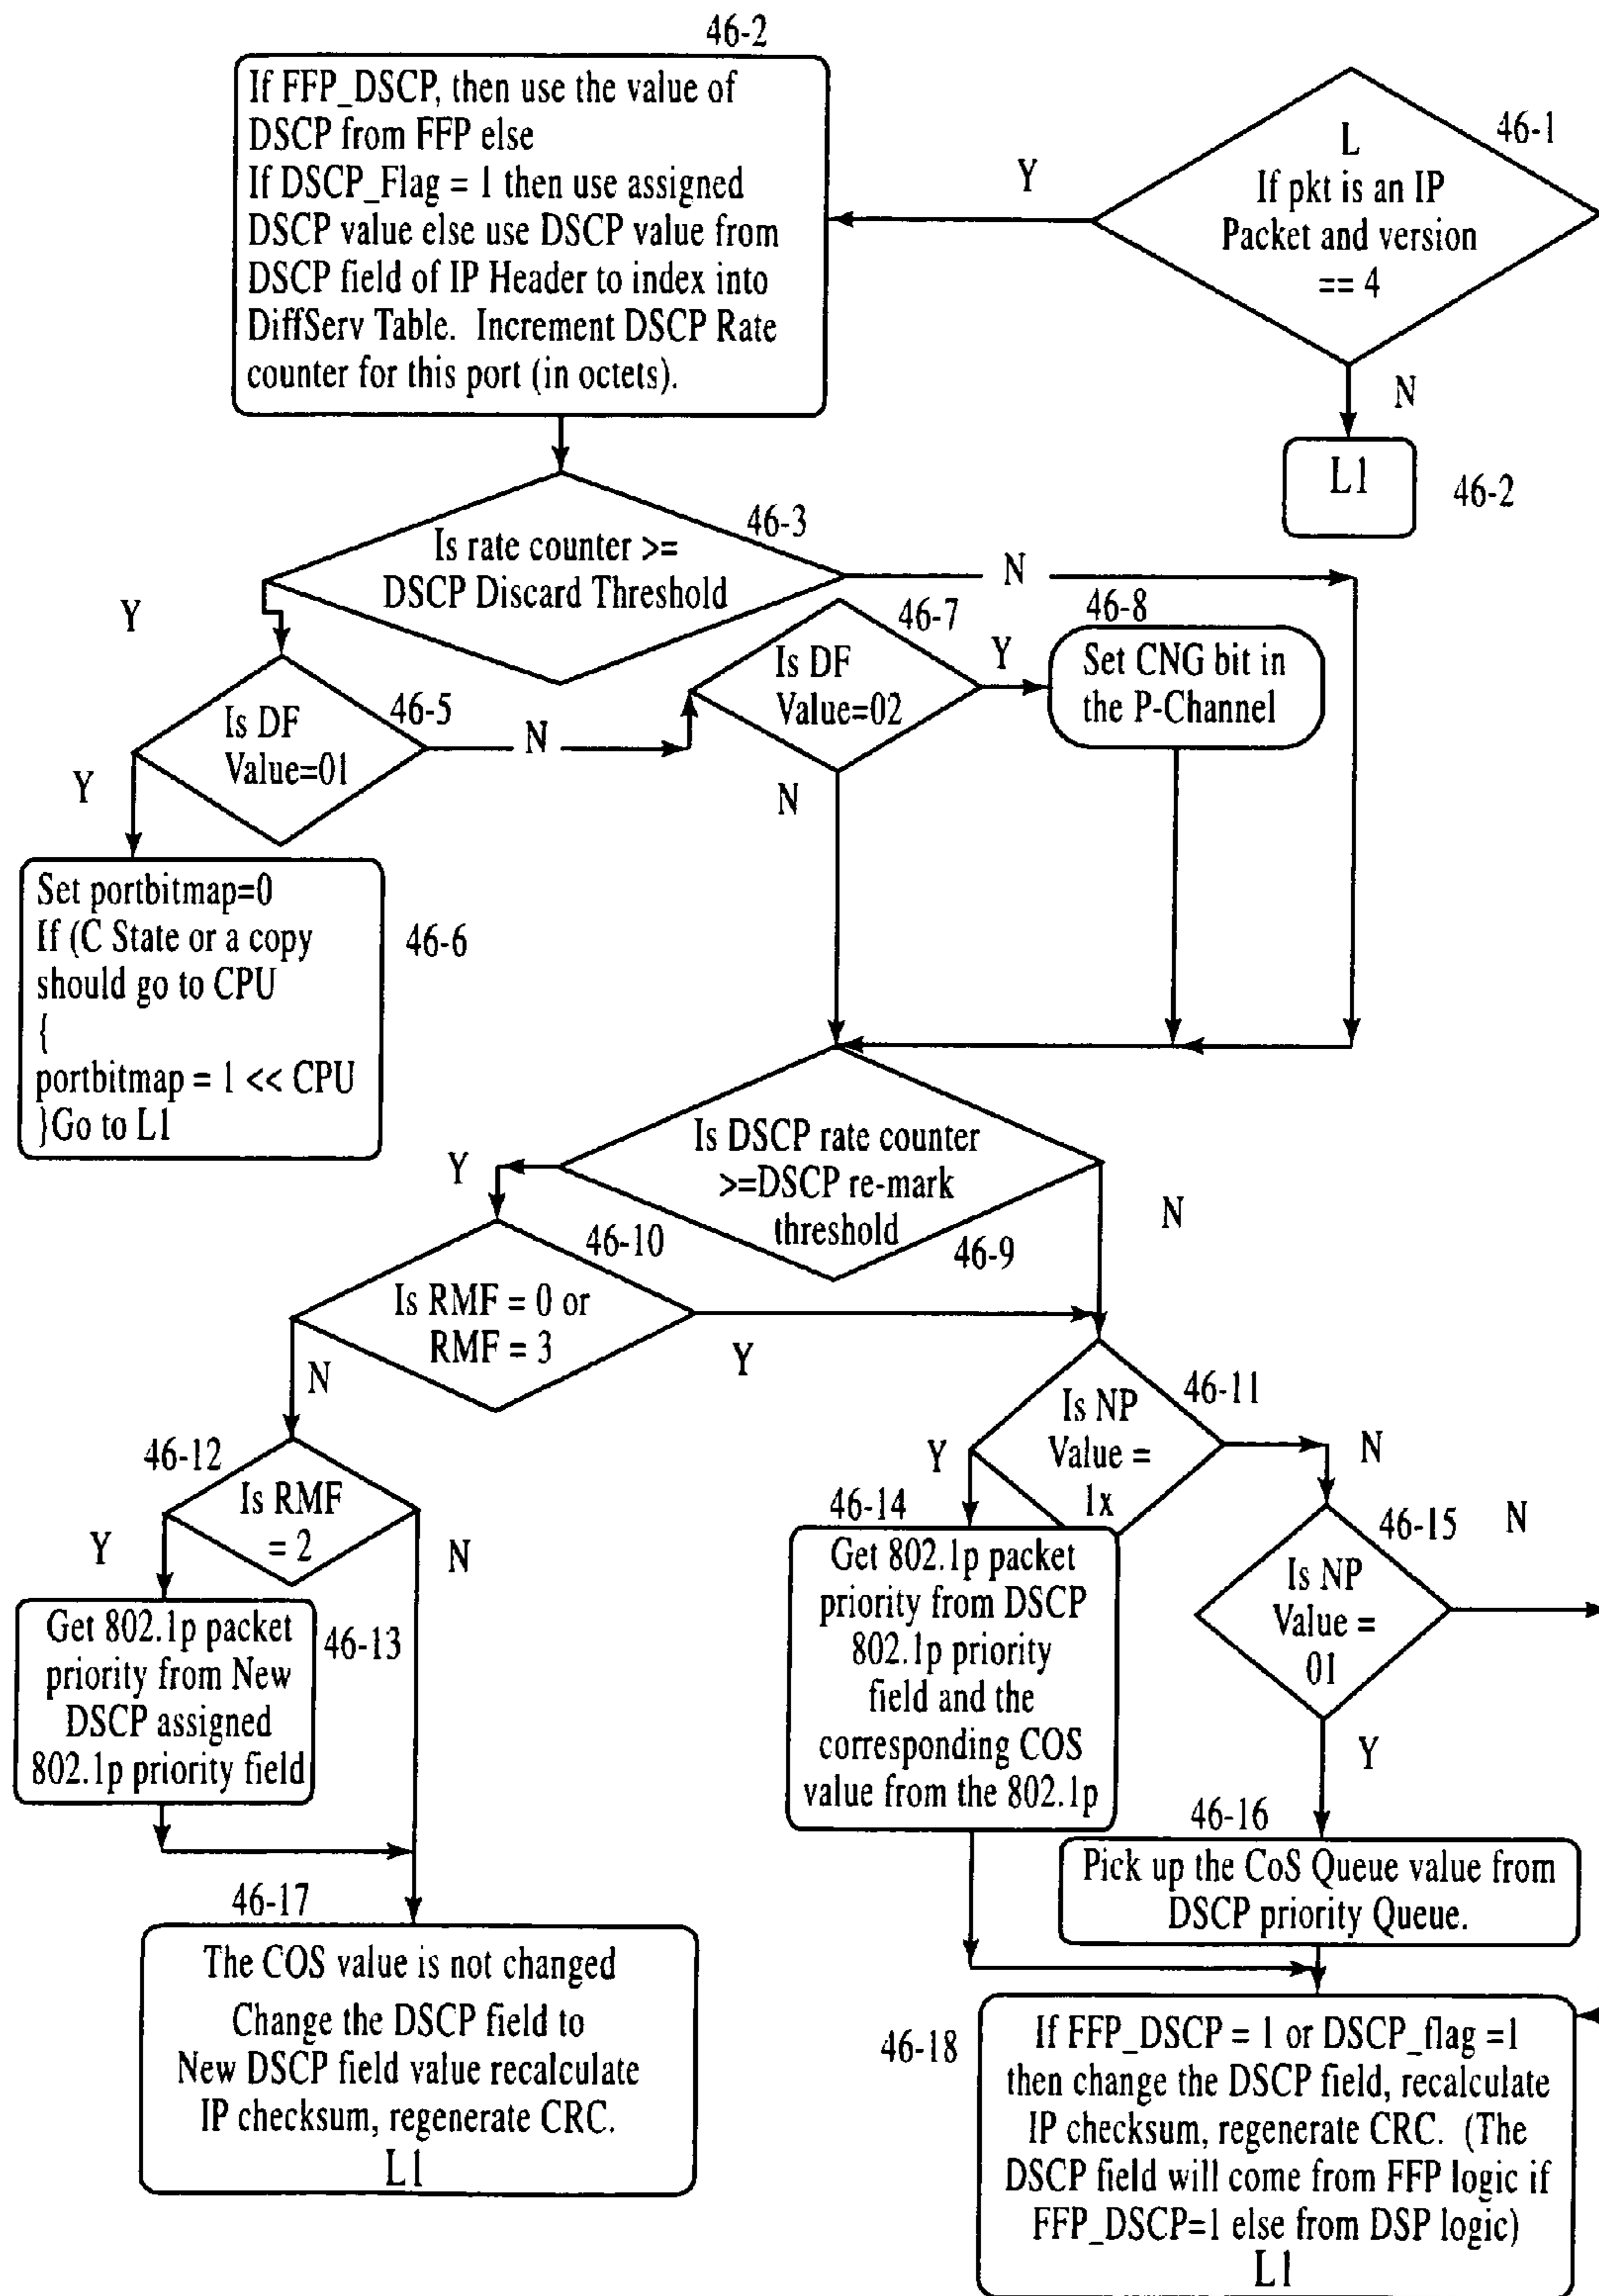 46-2
If FFP_DSCP, then use the value of
DSCP from FFP else
If DSCP_Flag = 1 then use assigned
DSCP value else use DSCP value from
DSCP field of IP Header to index into
DiffServ Table. Increment DSCP Rate
counter for this port (in octets).
46-1
L
If pkt is an IP
Packet and version
== 4
Y
N
L1
46-2
46-3
Is rate counter >=
DSCP Discard Threshold
N
Y
46-5
Is DF
Value=01
N
Y
46-7
Is DF
Value=02
Y
N
46-8
Set CNG bit in
the P-Channel
Set portbitmap=0
If (C State or a copy
should go to CPU
{
portbitmap = 1 << CPU
}Go to L1
46-6
Is DSCP rate counter
>=DSCP re-mark
threshold
46-9
Y
N
46-10
Is RMF = 0 or
RMF = 3
Y
N
46-11
Is NP
Value =
1x
Y
N
46-12
Is RMF
= 2
Y
N
46-13
Get 802.1p packet
priority from New
DSCP assigned
802.1p priority field
46-14
Get 802.1p packet
priority from DSCP
802.1p priority
field and the
corresponding COS
value from the 802.1p
46-15
N
Is NP
Value =
01
Y
46-16
Pick up the CoS Queue value from
DSCP priority Queue.
46-17
The COS value is not changed
Change the DSCP field to
New DSCP field value recalculate
IP checksum, regenerate CRC.
L1
46-18
If FFP_DSCP = 1 or DSCP_flag =1
then change the DSCP field, recalculate
IP checksum, regenerate CRC. (The
DSCP field will come from FFP logic if
FFP_DSCP=1 else from DSP logic)
L1